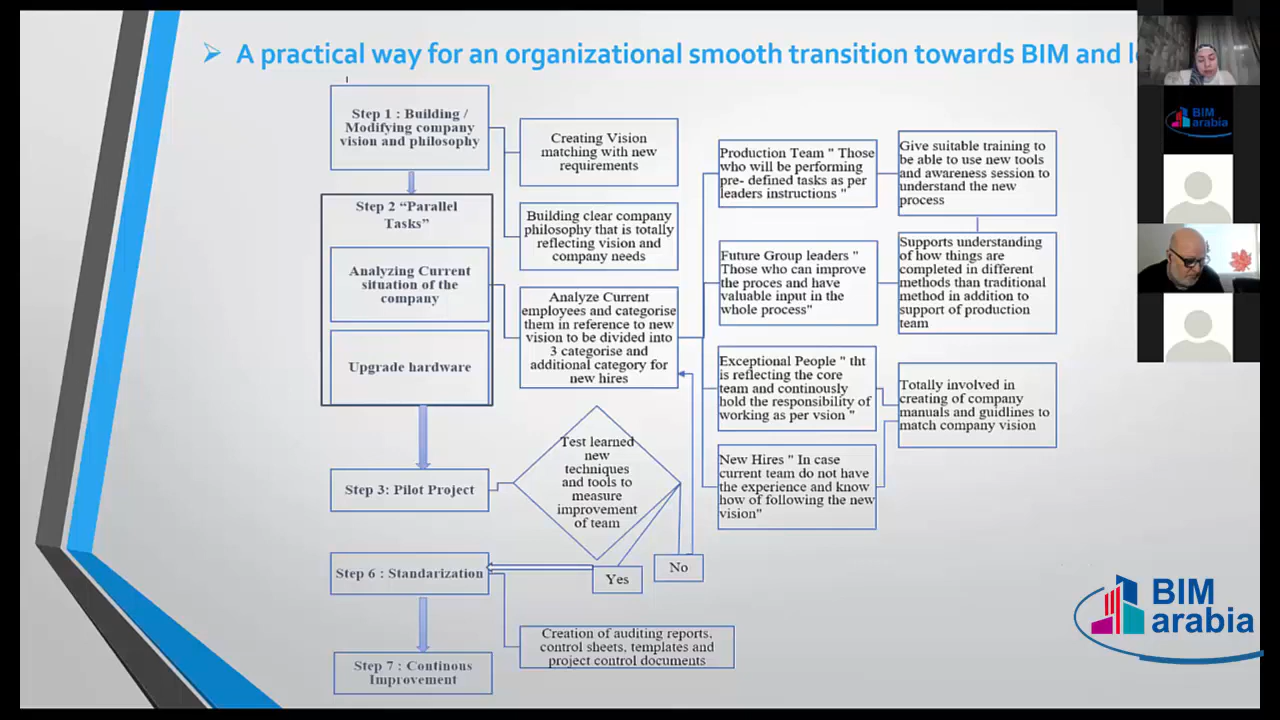 A practical way for an organizational smooth transition towards BIM and l
Step 1 : Building /
Modifying company
vision and philosophy
Creating Vision
matching with new
requirements
Building clear company
philosophy that is totally
reflecting vision and
company needs
Step 2 “Parallel
Tasks”
Analyzing Current
situation of the
company
Upgrade hardware
Analyze Current
employees and categorise
them in reference to new
vision to be divided into
3 categorise and
additional category for
new hires
Production Team " Those
who will be performing
pre- defined tasks as per
leaders instructions "
Give suitable training to
be able to use new tools
and awareness session to
understand the new
process
Future Group leaders "
Those who can improve
the proces and have
valuable input in the
whole process"
Supports understanding
of how things are
completed in different
methods than traditional
method in addition to
support of production
team
Exceptional People " tht
is reflecting the core
team and continously
hold the responsibility of
working as per vsion "
Totally involved in
creating of company
manuals and guidlines to
match company vision
New Hires " In case
current team do not have
the experience and know
how of following the new
vision"
Step 3: Pilot Project
Test learned
new
techniques
and tools to
measure
improvement
of team
Yes
No
Step 6 : Standarization
Creation of auditing reports,
control sheets, templates and
project control documents
Step 7 : Continous
Improvement
BIM
arabia
BIM
arabia